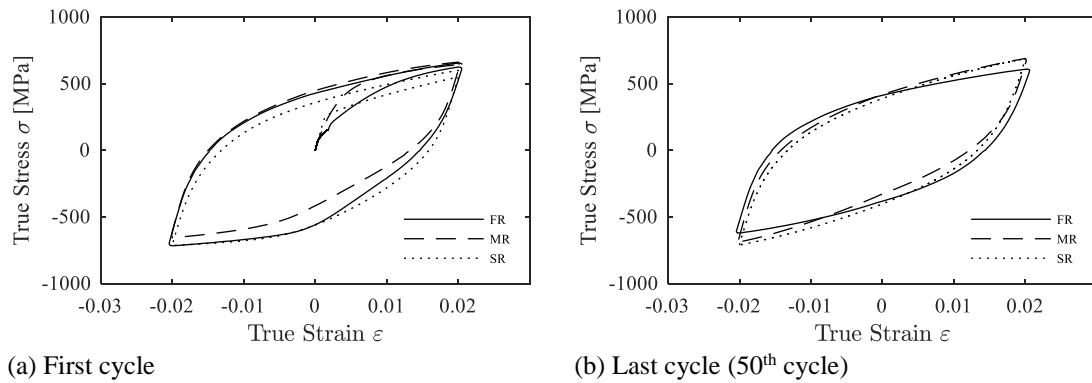 1000
500
0
-500
-1000
True Stress σ [MPa]
-0.03 -0.02 -0.01 0 0.01 0.02
True Strain ε
FR
MR
SR
(a) First cycle
1000
500
0
-500
-1000
True Stress σ [MPa]
-0.03 -0.02 -0.01 0 0.01 0.02
True Strain ε
FR
MR
SR
(b) Last cycle (50th cycle)